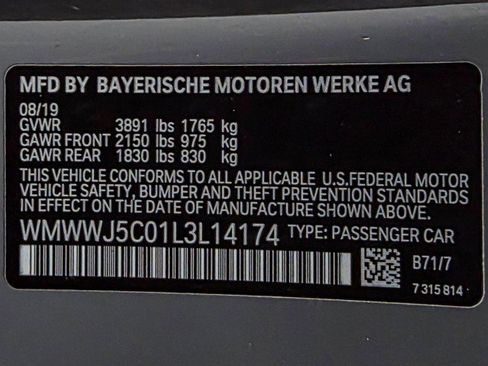 MFD BY BAYERISCHE MOTOREN WERKE AG
08/19
GVWR 3891 lbs 1765 kg
GAWR FRONT 2150 lbs 975 kg
GAWR REAR 1830 lbs 830 kg
THIS VEHICLE CONFORMS TO ALL APPLICABLE U.S.FEDERAL MOTOR
VEHICLE SAFETY, BUMPER AND THEFT PREVENTION STANDARDS
IN EFFECT ON THE DATE OF MANUFACTURE SHOWN ABOVE.
WMWWJ5C01L3L14174 TYPE: PASSENGER CAR
B71/7
7 315 814